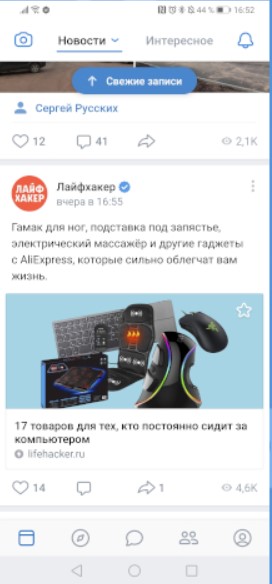 44 % 16:52
Новости Интересное
↑ Свежие записи
Сергей Русских
12 41 2,1K
ЛАЙФ
ХАКЕР
Лайфхакер
вчера в 16:55
Гамак для ног, подставка под запястье,
электрический массажёр и другие гаджеты
с AliExpress, которые сильно облегчат вам
жизнь.
17 товаров для тех, кто постоянно сидит за
компьютером
lifehacker.ru
14 1 4,6K